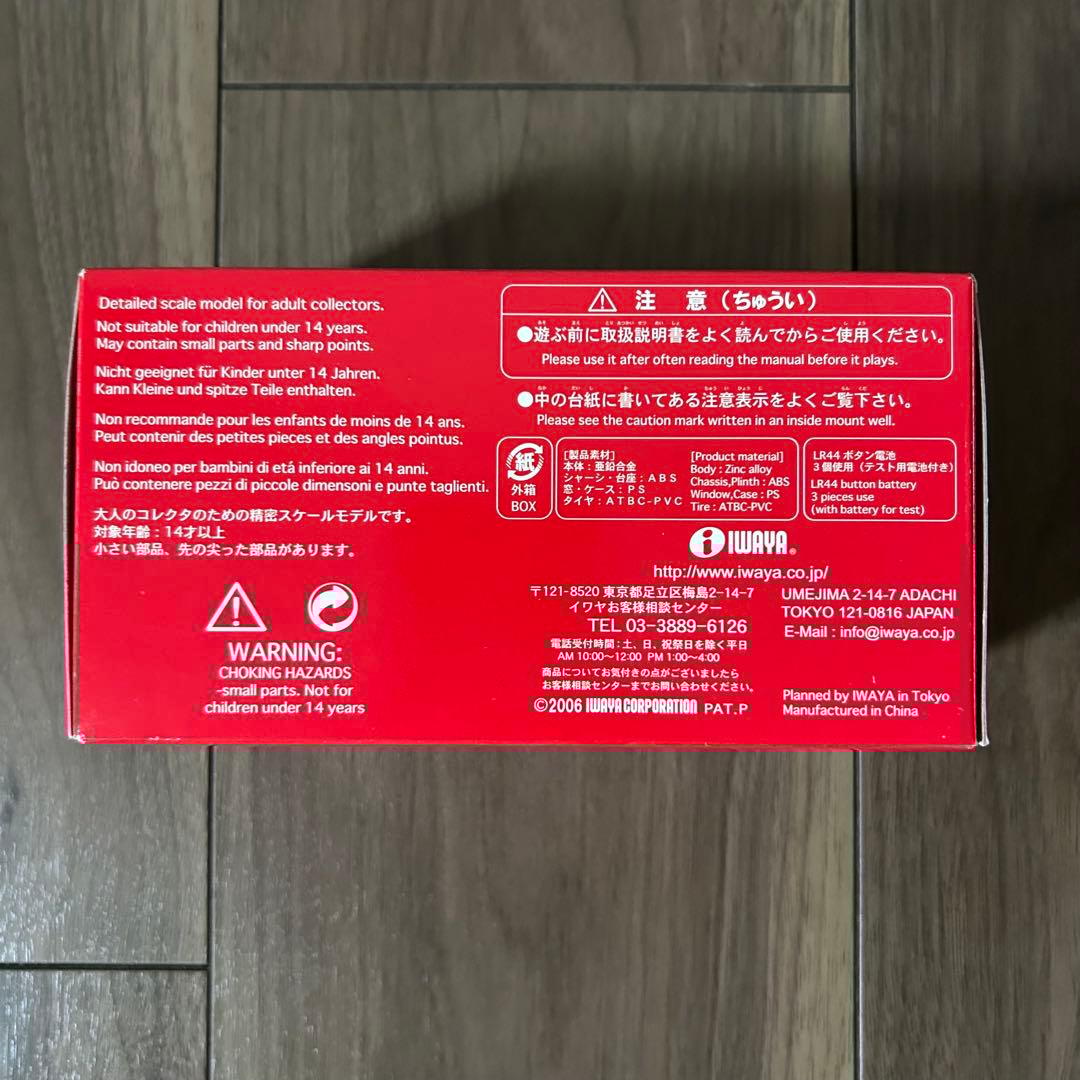 Detailed scale model for adult collectors.
Not suitable for children under 14 years.
May contain small parts and sharp points.
Nicht geeignet für Kinder unter 14 Jahren.
Kann Kleine und spitze Teile enthalten.
Non recommande pour les enfants de moins de 14 ans.
Peut contenir des petites pieces et des angles pointus.
Non idoneo per bambini di etá inferiore ai 14 anni.
Può contenere pezzi di piccole dimensoni e punte taglienti.
大人のコレクタのための精密スケールモデルです。
対象年齢：14才以上
小さい部品、先の尖った部品があります。
WARNING:
CHOKING HAZARDS
-small parts. Not for
children under 14 years
注 意（ちゅうい）
●遊ぶ前に取扱説明書をよく読んでからご使用ください。
Please use it after often reading the manual before it plays.
●中の台紙に書いてある注意表示をよくご覧下さい。
Please see the caution mark written in an inside mount well.
紙
外箱
BOX
[製品素材]
本体：亜鉛合金
シャーシ・台座：ABS
窓・ケース：PS
タイヤ：ATBC-PVC
[Product material]
Body : Zinc alloy
Chassis,Plinth : ABS
Window,Case : PS
Tire : ATBC-PVC
LR44 ボタン電池
3個使用（テスト用電池付き）
LR44 button battery
3 pieces use
(with battery for test)
IWAYA®
http://www.iwaya.co.jp/
〒121-8520 東京都足立区梅島2-14-7
イワヤお客様相談センター
TEL 03-3889-6126
電話受付時間：土、日、祝祭日を除く平日
AM 10:00〜12:00 PM 1:00〜4:00
商品についてお気付きの点がございましたら
お客様相談センターまでお問い合わせください。
©2006 IWAYA CORPORATION PAT.P
UMEJIMA 2-14-7 ADACHI
TOKYO 121-0816 JAPAN
E-Mail : info@iwaya.co.jp
Planned by IWAYA in Tokyo
Manufactured in China